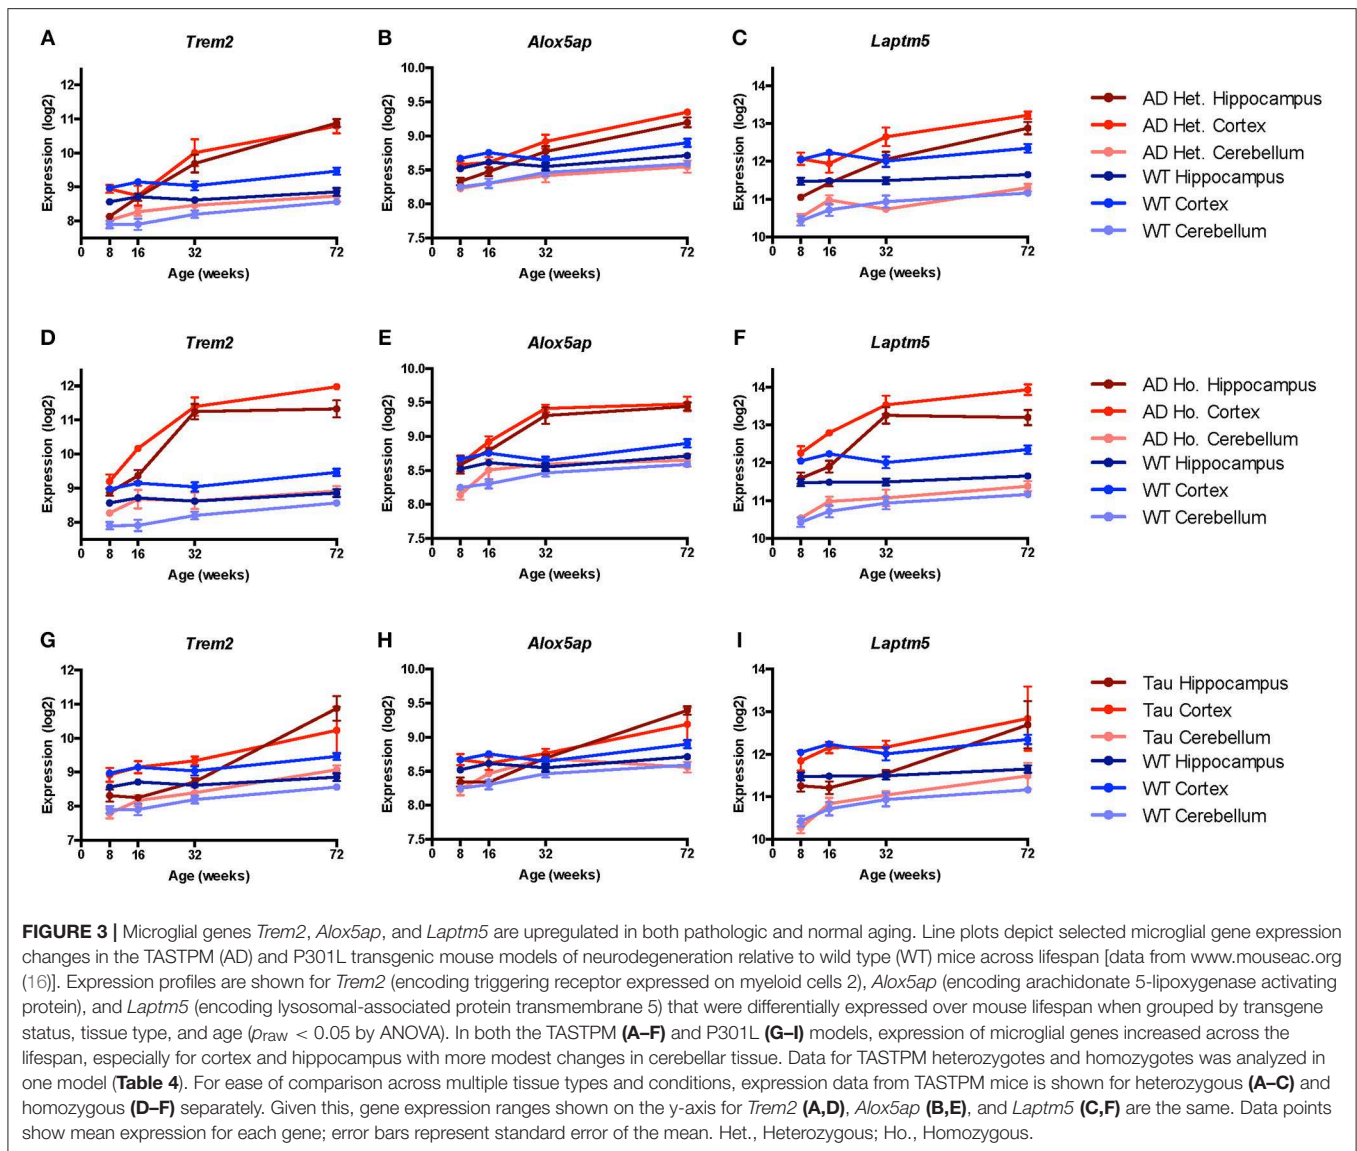 A
Trem2
Expression (log2)
12
11
10
9
8
0
8
16
32
72
Age (weeks)
B
Alox5ap
Expression (log2)
10.0
9.5
9.0
8.5
8.0
7.5
0
8
16
32
72
Age (weeks)
C
Laptm5
Expression (log2)
14
13
12
11
10
0
8
16
32
72
Age (weeks)
AD Het. Hippocampus
AD Het. Cortex
AD Het. Cerebellum
WT Hippocampus
WT Cortex
WT Cerebellum
D
Trem2
Expression (log2)
12
11
10
9
8
0
8
16
32
72
Age (weeks)
E
Alox5ap
Expression (log2)
10.0
9.5
9.0
8.5
8.0
7.5
0
8
16
32
72
Age (weeks)
F
Laptm5
Expression (log2)
14
13
12
11
10
0
8
16
32
72
Age (weeks)
AD Ho. Hippocampus
AD Ho. Cortex
AD Ho. Cerebellum
WT Hippocampus
WT Cortex
WT Cerebellum
G
Trem2
Expression (log2)
12
11
10
9
8
7
0
8
16
32
72
Age (weeks)
H
Alox5ap
Expression (log2)
10.0
9.5
9.0
8.5
8.0
7.5
0
8
16
32
72
Age (weeks)
I
Laptm5
Expression (log2)
14
13
12
11
10
0
8
16
32
72
Age (weeks)
Tau Hippocampus
Tau Cortex
Tau Cerebellum
WT Hippocampus
WT Cortex
WT Cerebellum
FIGURE 3 | Microglial genes Trem2, Alox5ap, and Laptm5 are upregulated in both pathologic and normal aging. Line plots depict selected microglial gene expression
changes in the TASTPM (AD) and P301L transgenic mouse models of neurodegeneration relative to wild type (WT) mice across lifespan [data from www.mouseac.org
(16)]. Expression profiles are shown for Trem2 (encoding triggering receptor expressed on myeloid cells 2), Alox5ap (encoding arachidonate 5-lipoxygenase activating
protein), and Laptm5 (encoding lysosomal-associated protein transmembrane 5) that were differentially expressed over mouse lifespan when grouped by transgene
status, tissue type, and age (praw < 0.05 by ANOVA). In both the TASTPM (A–F) and P301L (G–I) models, expression of microglial genes increased across the
lifespan, especially for cortex and hippocampus with more modest changes in cerebellar tissue. Data for TASTPM heterozygotes and homozygotes was analyzed in
one model (Table 4). For ease of comparison across multiple tissue types and conditions, expression data from TASTPM mice is shown for heterozygous (A–C) and
homozygous (D–F) separately. Given this, gene expression ranges shown on the y-axis for Trem2 (A,D), Alox5ap (B,E), and Laptm5 (C,F) are the same. Data points
show mean expression for each gene; error bars represent standard error of the mean. Het., Heterozygous; Ho., Homozygous.